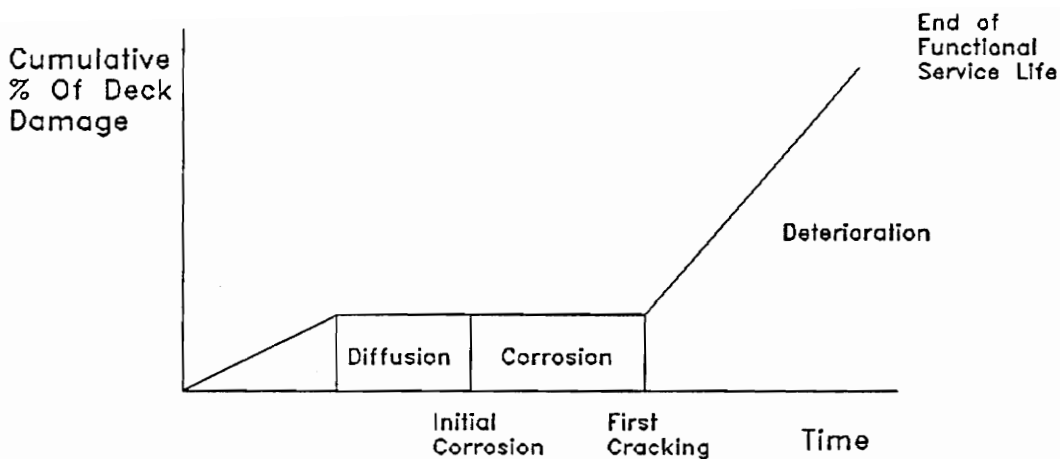 Cumulative
% Of Deck
Damage
End of
Functional
Service Life
Deterioration
Diffusion
Corrosion
Initial
Corrosion
First
Cracking
Time